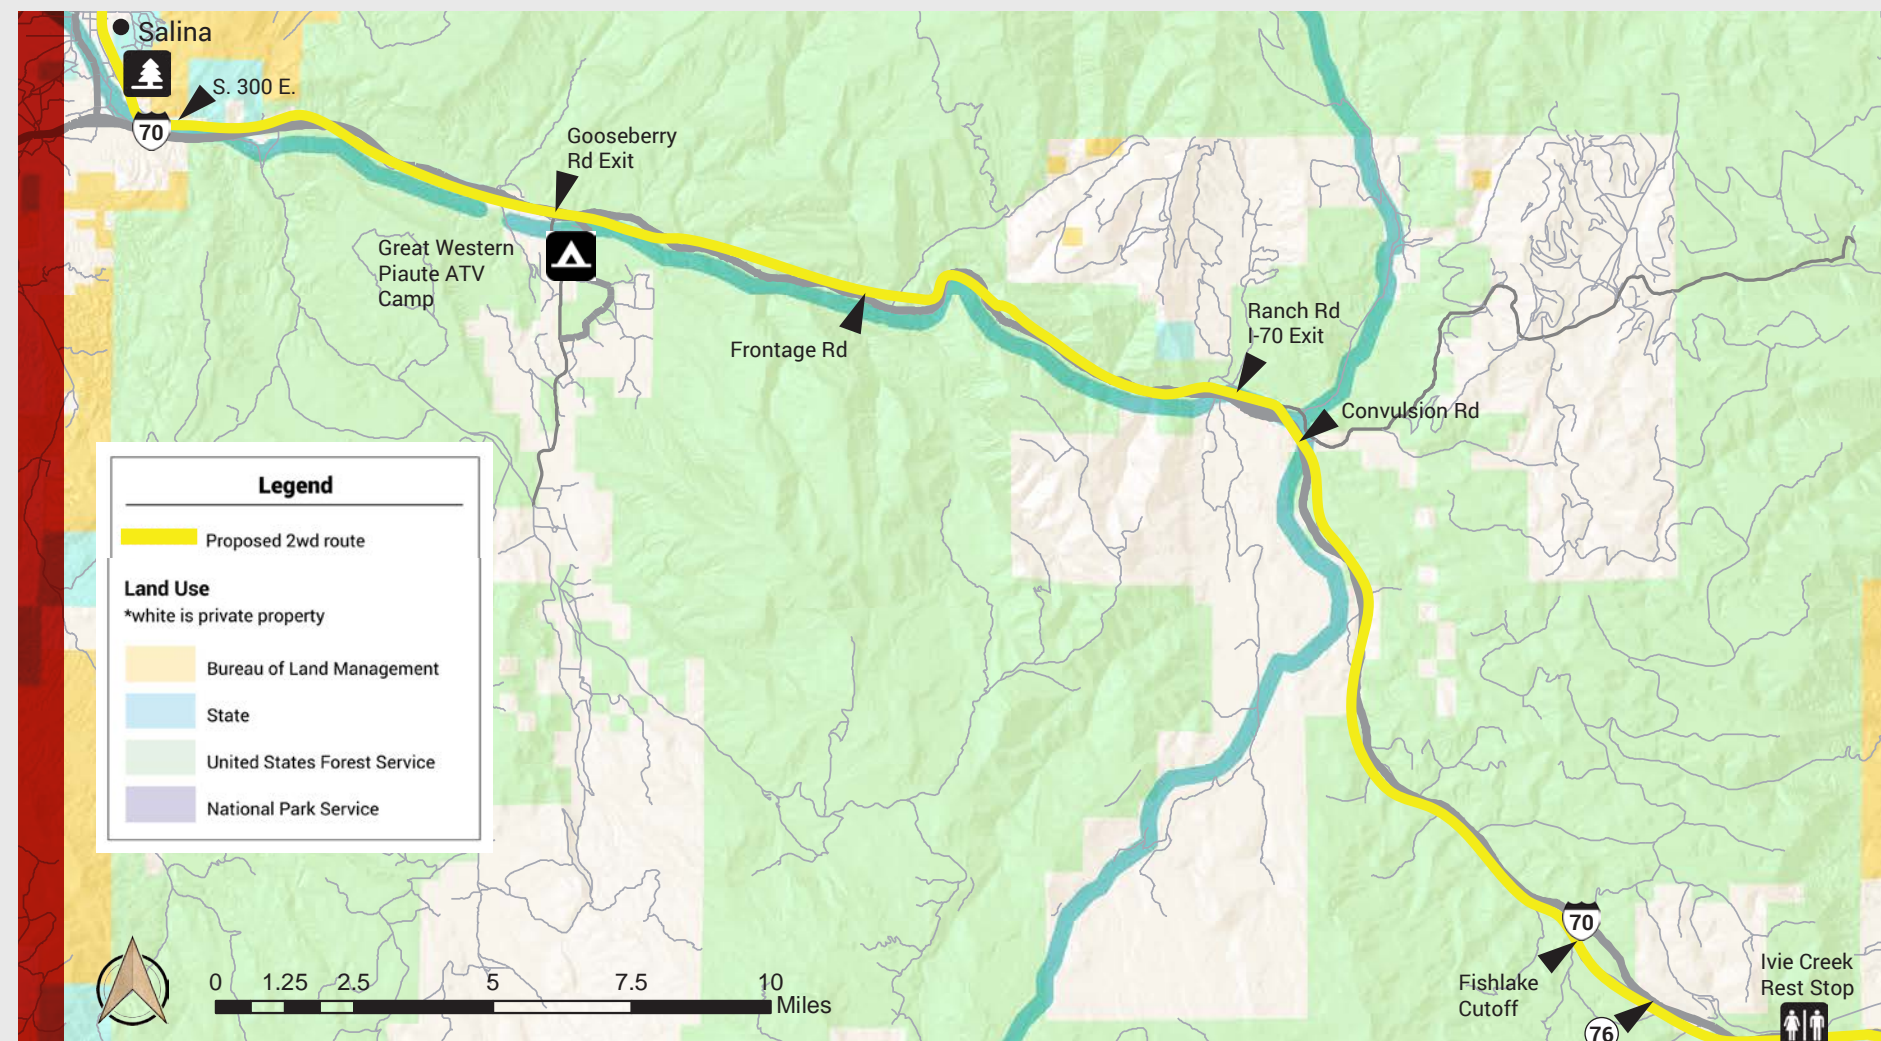 Salina
S. 300 E.
70
Gooseberry
Rd Exit
Great Western
Piaute ATV
Camp
Frontage Rd
Ranch Rd
I-70 Exit
Convulsion Rd
Legend
Proposed 2wd route
Land Use
*white is private property
Bureau of Land Management
State
United States Forest Service
National Park Service
70
Fishlake
Cutoff
Ivie Creek
Rest Stop
76
0 1.25 2.5 5 7.5 10
Miles